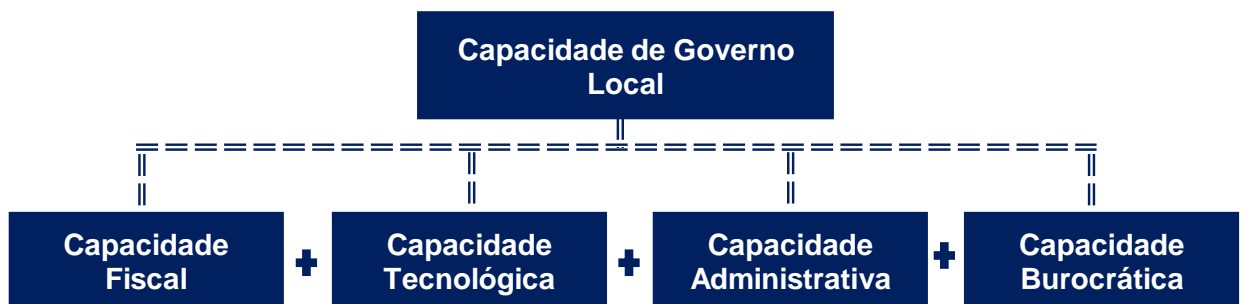 Capacidade de Governo
Local
Capacidade
Fiscal
Capacidade
Tecnológica
Capacidade
Administrativa
Capacidade
Burocrática